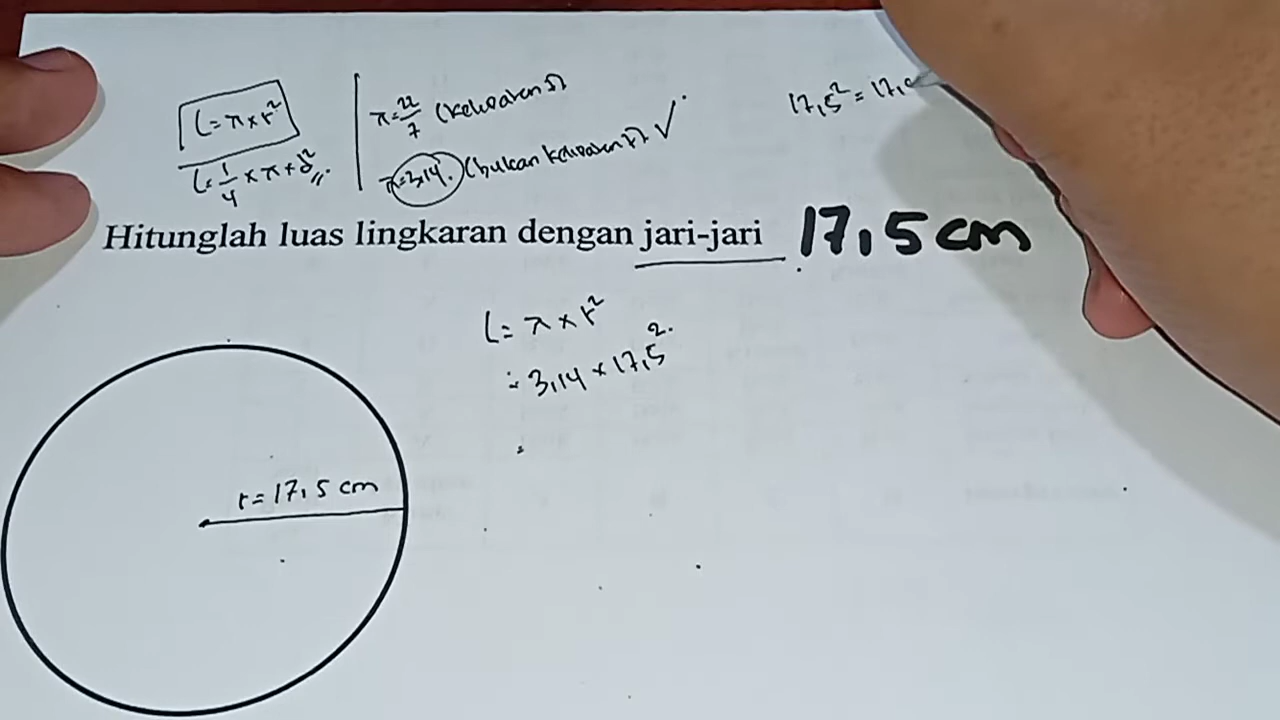 L = π × r²
L = 1/4 × π × d²
π = 22/7 (kelipatan 7)
π = 3,14. (bukan kelipatan 7). ✓
17,5² = 17,
Hitunglah luas lingkaran dengan jari-jari 17,5 cm
L = π × r²
= 3,14 × 17,5²
r = 17,5 cm